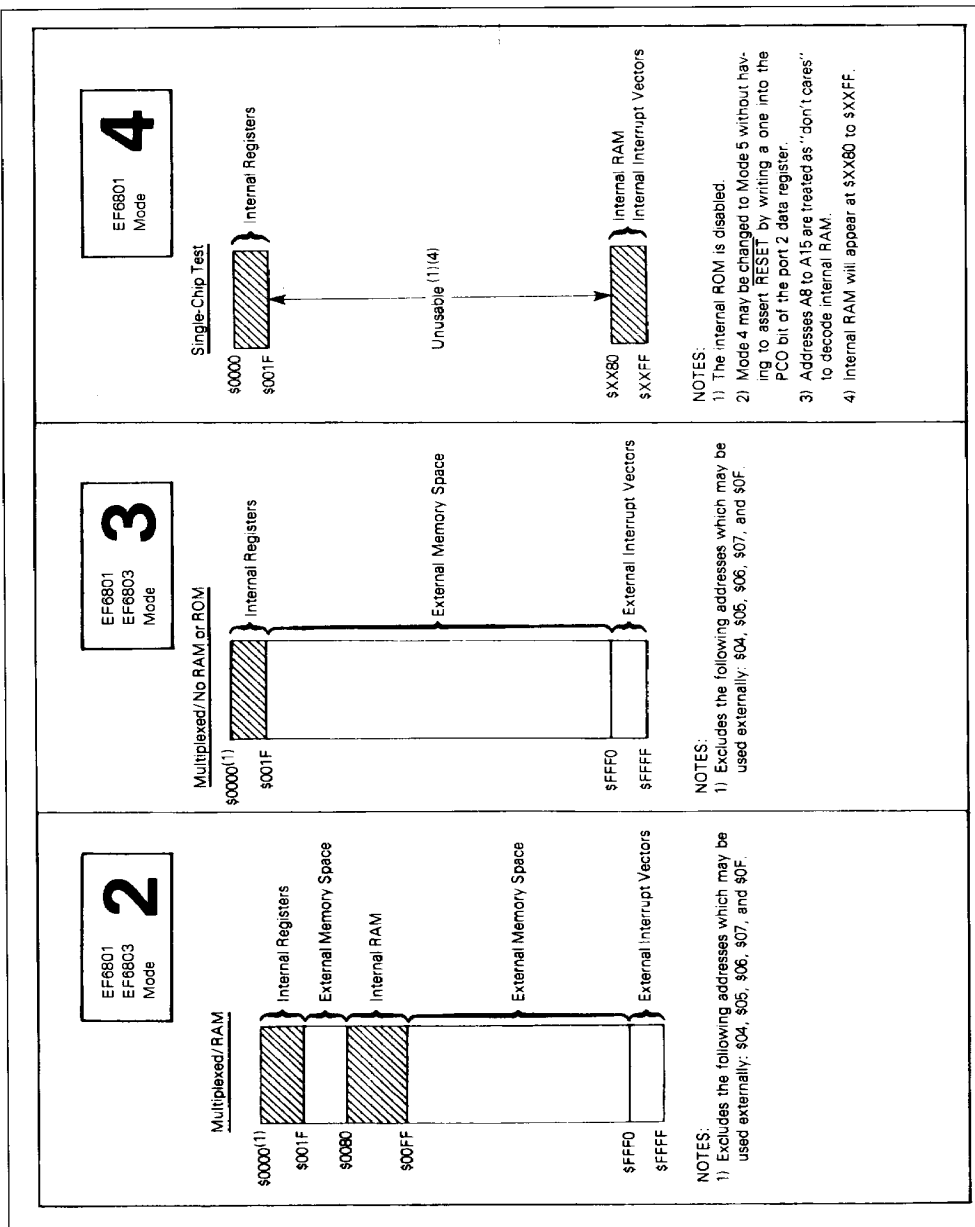 EF6801
EF6803
Mode
2
Multiplexed/RAM
$0000(1)
$001F
$0080
$00FF
$FFF0
$FFFF
Internal Registers
External Memory Space
Internal RAM
External Memory Space
External Interrupt Vectors
NOTES:
1) Excludes the following addresses which may be
used externally: $04, $05, $06, $07, and $0F.
EF6801
EF6803
Mode
3
Multiplexed/No RAM or ROM
$0000(1)
$001F
$FFF0
$FFFF
Internal Registers
External Memory Space
External Interrupt Vectors
NOTES:
1) Excludes the following addresses which may be
used externally: $04, $05, $06, $07, and $0F.
EF6801
Mode
4
Single-Chip Test
$0000
$001F
Internal Registers
Unusable (1)(4)
$XX80
$XXFF
Internal RAM
Internal Interrupt Vectors
NOTES:
1) The internal ROM is disabled.
2) Mode 4 may be changed to Mode 5 without hav-
ing to assert RESET by writing a one into the
PCO bit of the port 2 data register.
3) Addresses A8 to A15 are treated as "don't cares"
to decode internal RAM.
4) Internal RAM will appear at $XX80 to $XXFF.